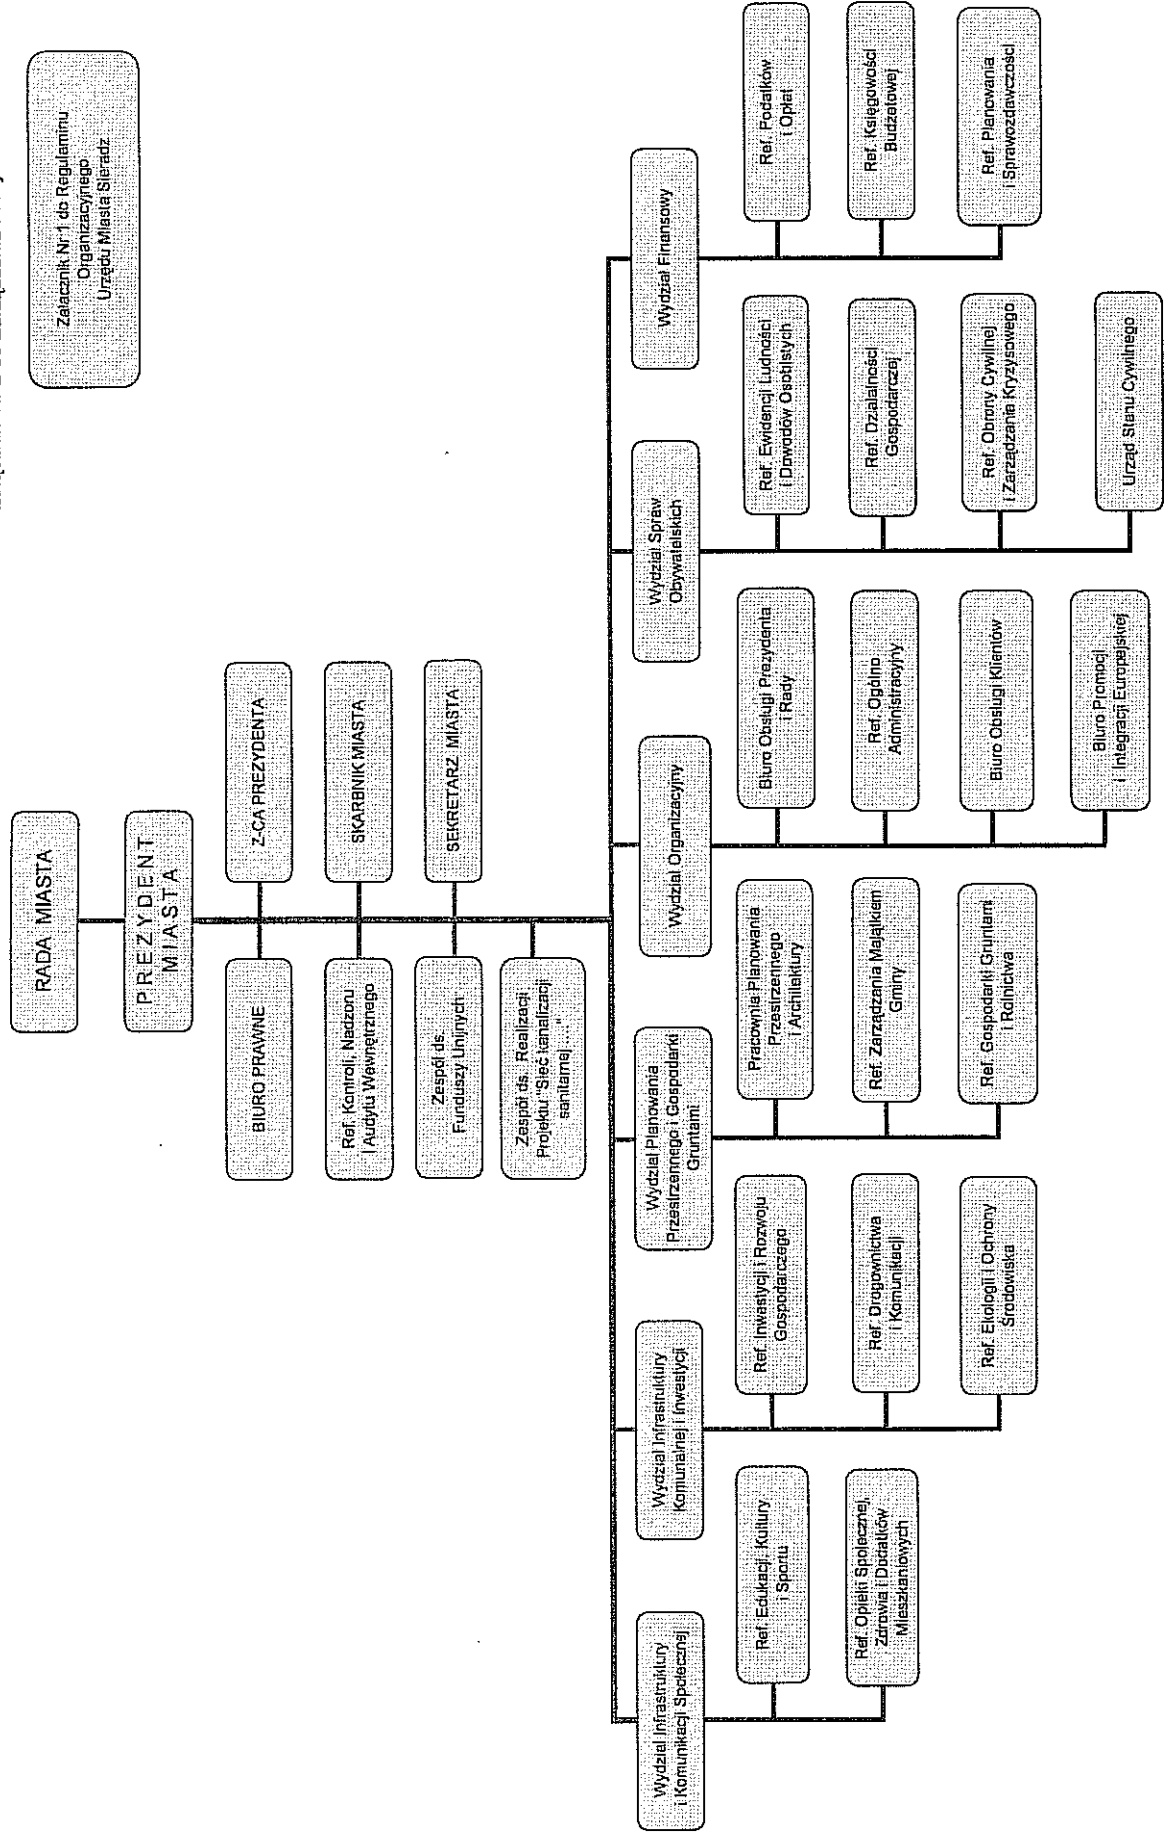 Załącznik Nr 1 do Regulaminu
Organizacyjnego
Urzędu Miasta Sieradz
RADA MIASTA
PREZYDENT
MIASTA
BIURO PRAWNE
Z-CA PREZYDENTA
Ref. Kontroli, Nadzoru
i Audytu Wewnętrznego
SKARBNIK MIASTA
Zespół ds.
Funduszy Unijnych
SEKRETARZ MIASTA
Zespół ds. Realizacji
Projektu "Sieć kanalizacji
sanitarnej ...."
Wydział Infrastruktury
i Komunikacji Społecznej
Ref. Edukacji, Kultury
i Sportu
Ref. Opieki Społecznej,
Zdrowia i Dodatków
Mieszkaniowych
Wydział Infrastruktury
Komunalnej i Inwestycji
Ref. Inwestycji i Rozwoju
Gospodarczego
Ref. Drogownictwa
i Komunikacji
Ref. Ekologii i Ochrony
Środowiska
Wydział Planowania
Przestrzennego i Gospodarki
Gruntami
Pracownia Planowania
Przestrzennego
i Architektury
Ref. Zarządzania Majątkiem
Gminy
Ref. Gospodarki Gruntami
i Rolnictwa
Wydział Organizacyjny
Biuro Obsługi Prezydenta
i Rady
Ref. Ogólno
Administracyjny
Biuro Obsługi Klientów
Biuro Promocji
i Integracji Europejskiej
Wydział Spraw
Obywatelskich
Ref. Ewidencji Ludności
i Dowodów Osobistych
Ref. Działalności
Gospodarczej
Ref. Obrony Cywilnej
i Zarządzania Kryzysowego
Urząd Stanu Cywilnego
Wydział Finansowy
Ref. Podatków
i Opłat
Ref. Księgowości
Budżetowej
Ref. Planowania
i Sprawozdawczości